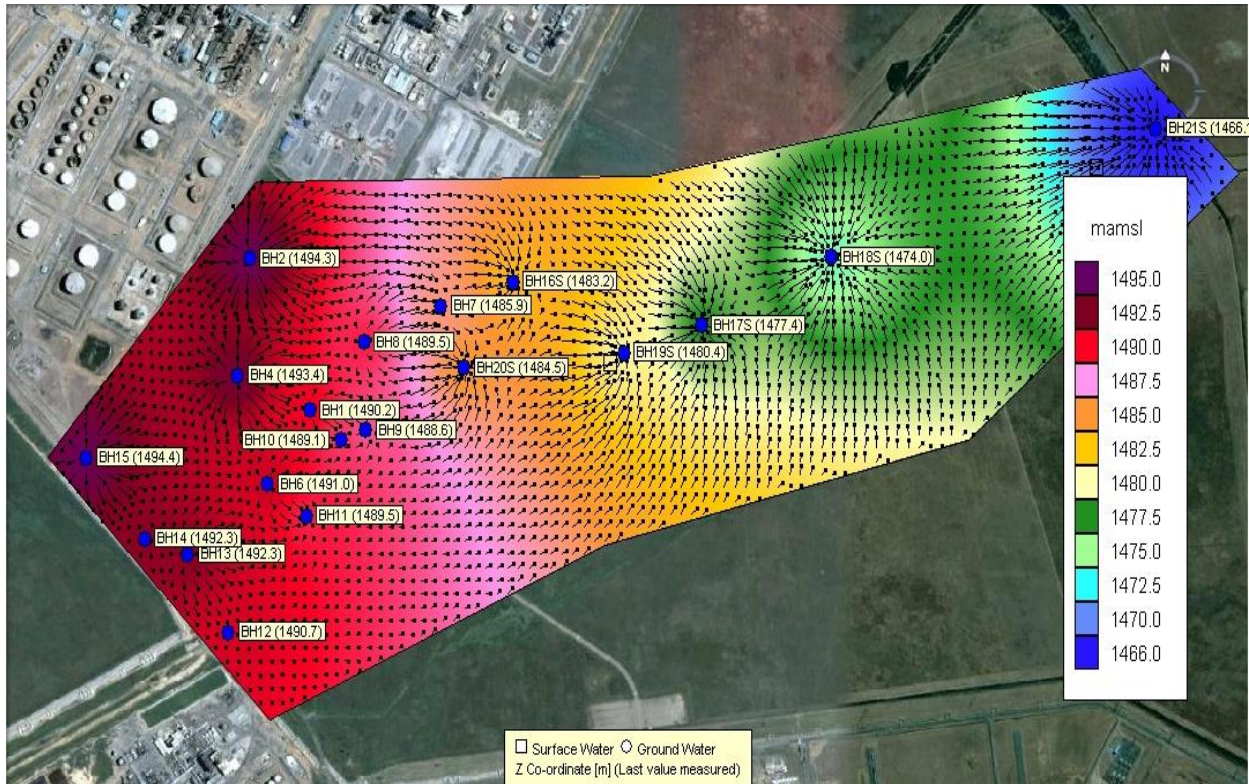 N
BH21S (1466.1
mamsl
BH2 (1494.3)
BH18S (1474.0)
1495.0
BH16S (1483.2)
1492.5
BH7 (1485.9)
BH17S (1477.4)
1490.0
BH8 (1489.5)
BH19S (1480.4)
1487.5
BH20S (1484.5)
BH4 (1493.4)
1485.0
BH1 (1490.2)
BH9 (1488.6)
BH10 (1489.1)
1482.5
BH15 (1494.4)
1480.0
BH6 (1491.0)
1477.5
BH11 (1489.5)
1475.0
BH14 (1492.3)
BH13 (1492.3)
1472.5
1470.0
BH12 (1490.7)
1466.0
Surface Water Ground Water
Z Co-ordinate [m] (Last value measured)